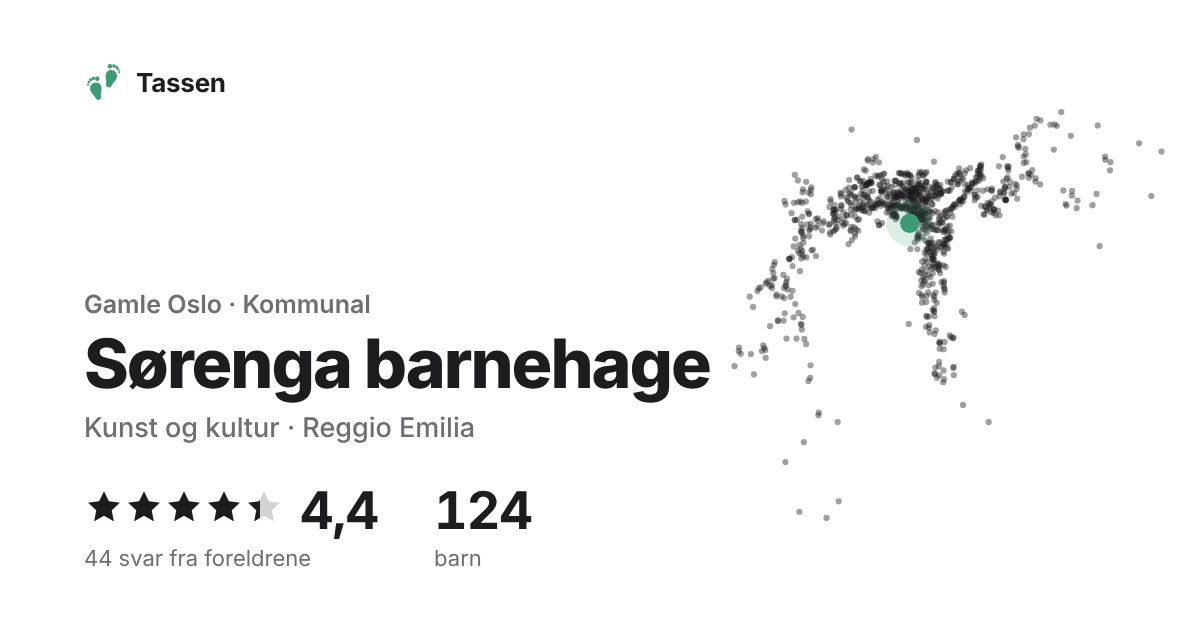 Tassen
Gamle Oslo · Kommunal
Sørenga barnehage
Kunst og kultur · Reggio Emilia
4,4
124
44 svar fra foreldrene
barn